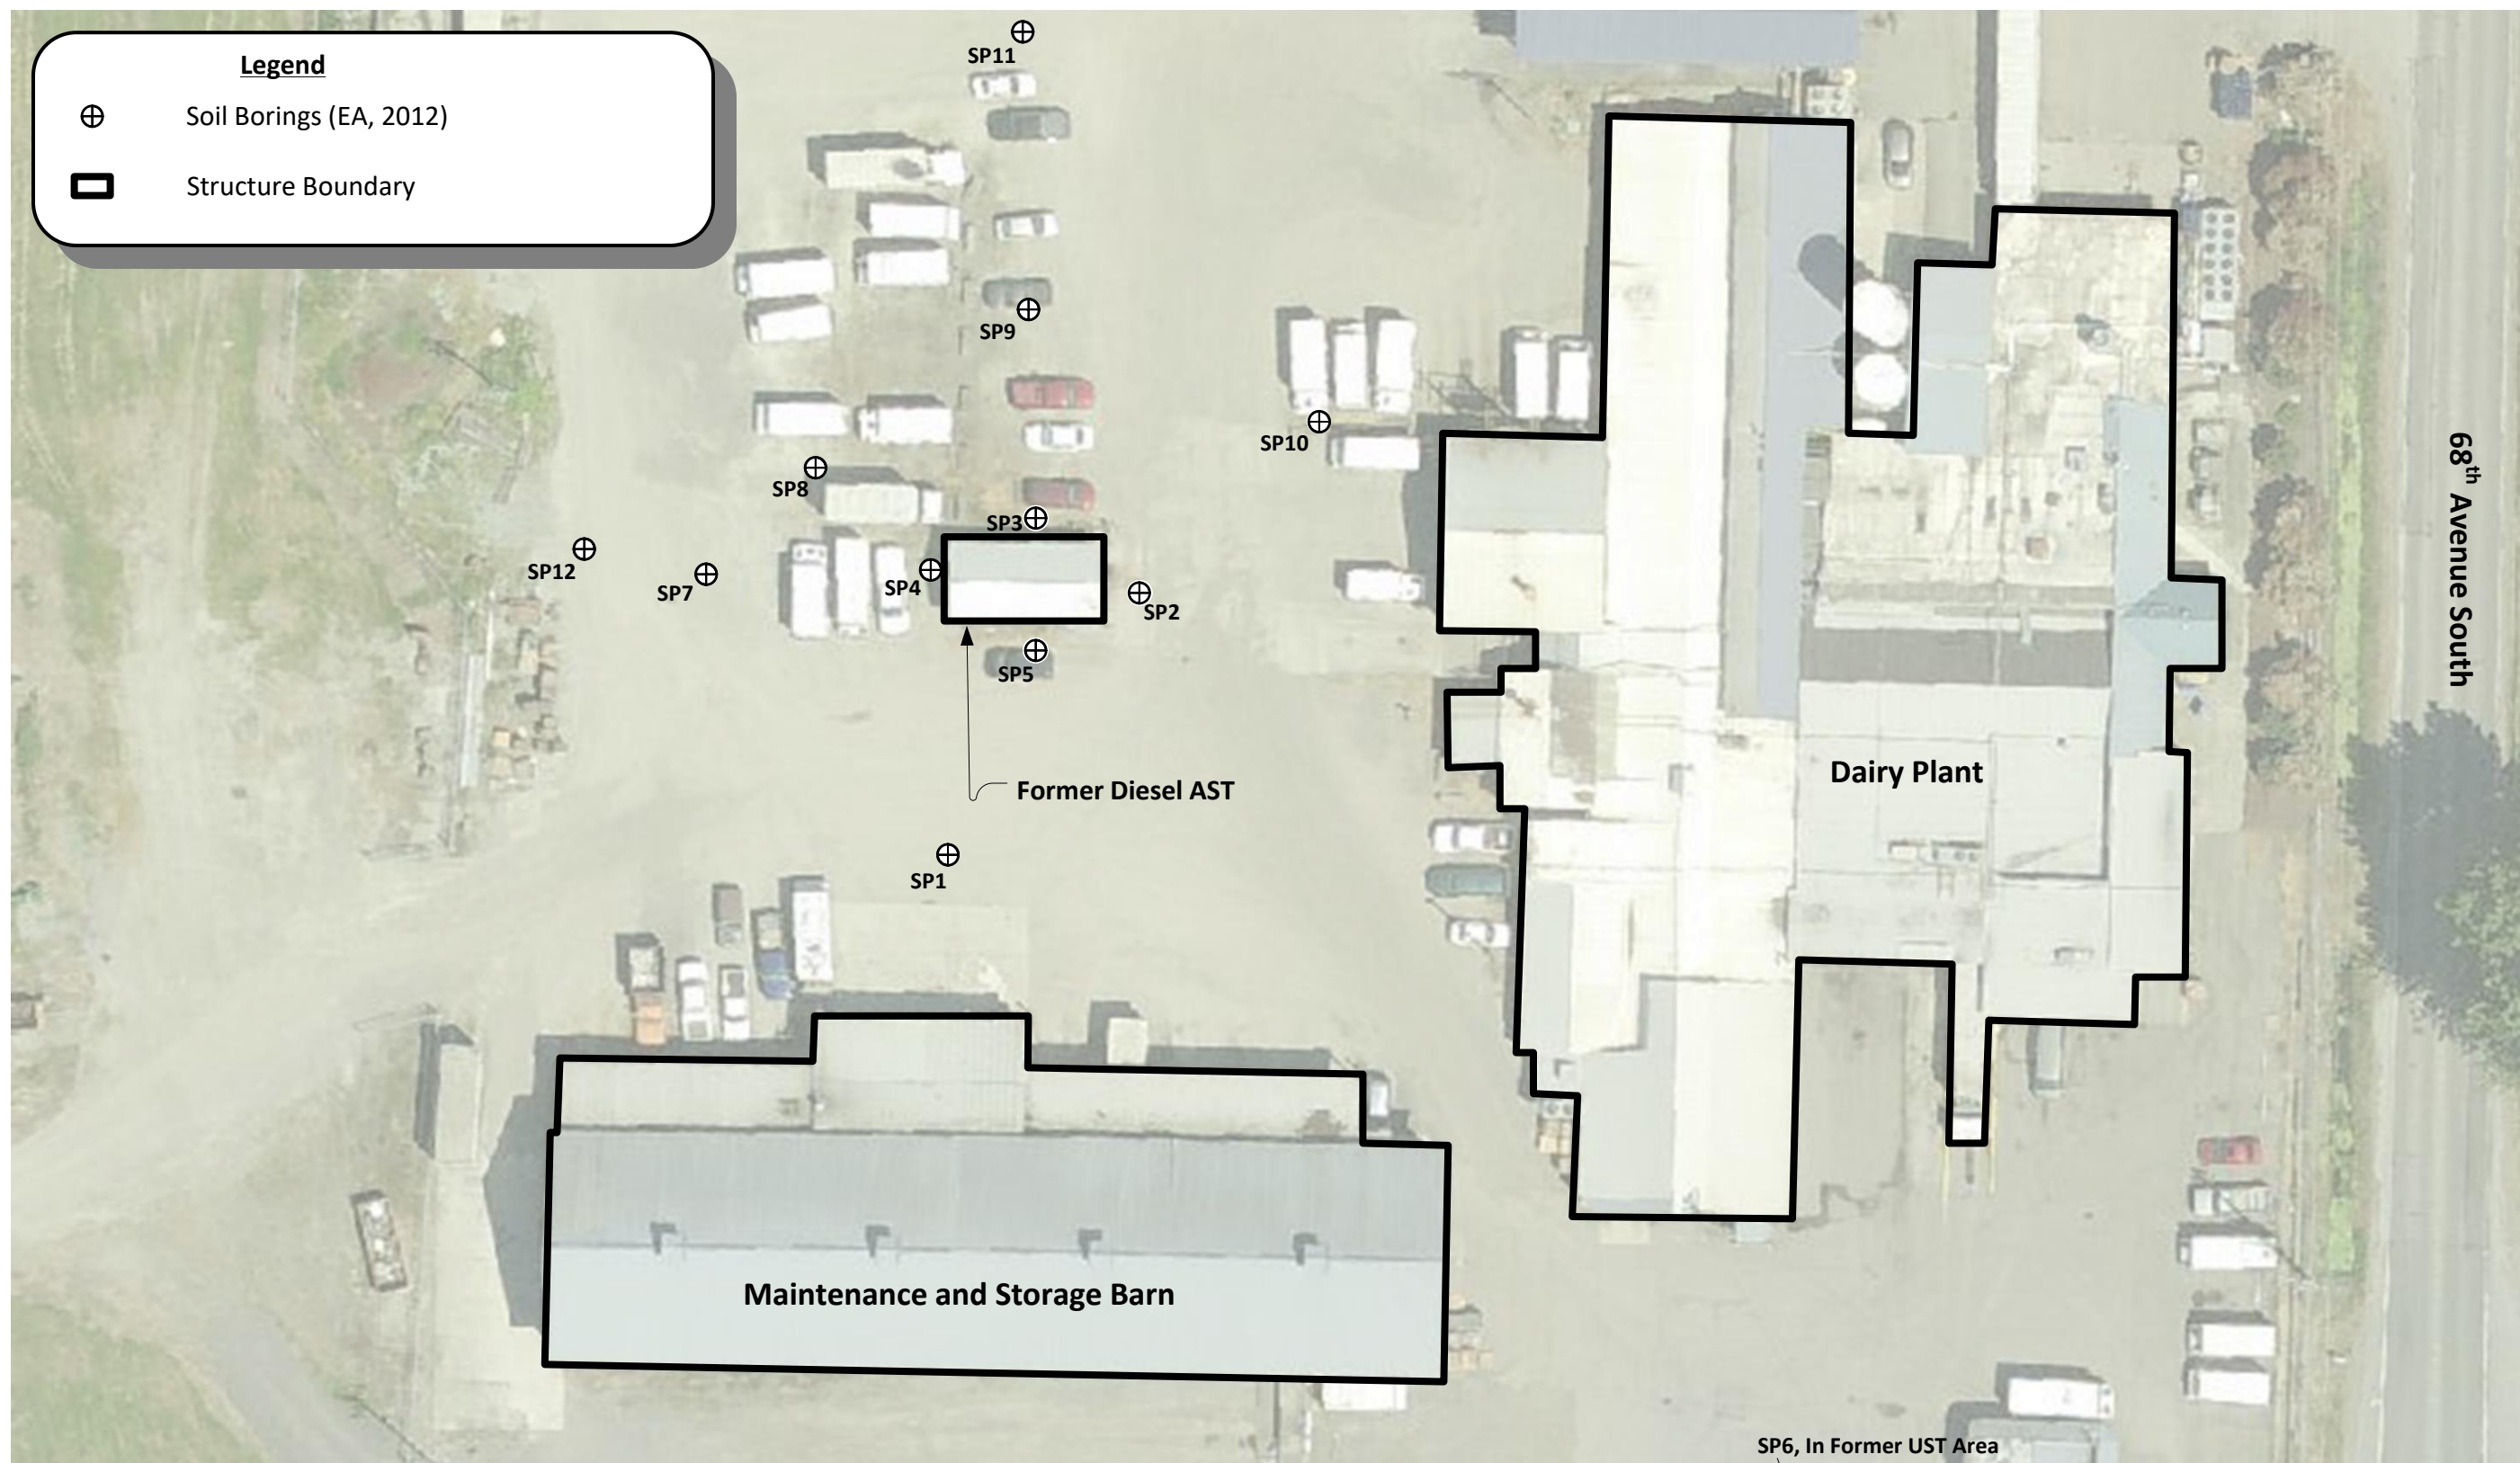 Legend
Soil Borings (EA, 2012)
Structure Boundary
SP11
SP9
SP10
SP8
SP3
SP12
SP7
SP4
SP2
SP5
68th Avenue South
Dairy Plant
Former Diesel AST
SP1
Maintenance and Storage Barn
SP6, In Former UST Area